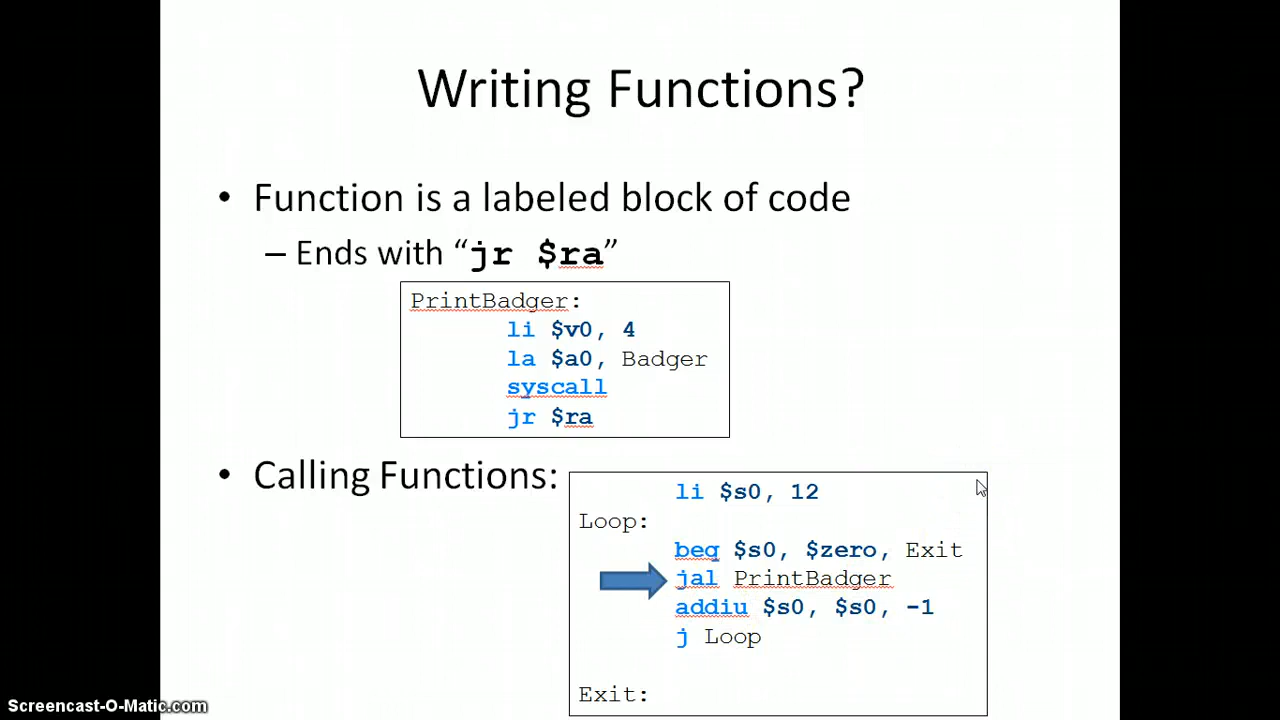 Writing Functions?
• Function is a labeled block of code
– Ends with “jr $ra”
PrintBadger:
li $v0, 4
la $a0, Badger
syscall
jr $ra
• Calling Functions:
li $s0, 12
Loop:
beq $s0, $zero, Exit
jal PrintBadger
addiu $s0, $s0, -1
j Loop
Exit:
Screencast-O-Matic.com